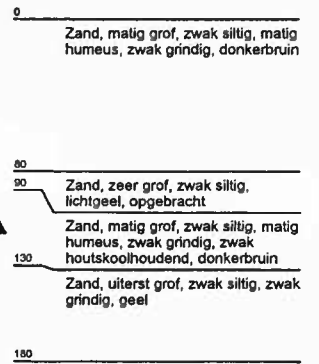 0
Zand, matig grof, zwak siltig, matig
humeus, zwak grindig, donkerbruin
80
90
Zand, zeer grof, zwak siltig,
lichtgeel, opgebracht
Zand, matig grof, zwak siltig, matig
humeus, zwak grindig, zwak
houtskoolhoudend, donkerbruin
130
Zand, uiterst grof, zwak siltig, zwak
grindig, geel
180